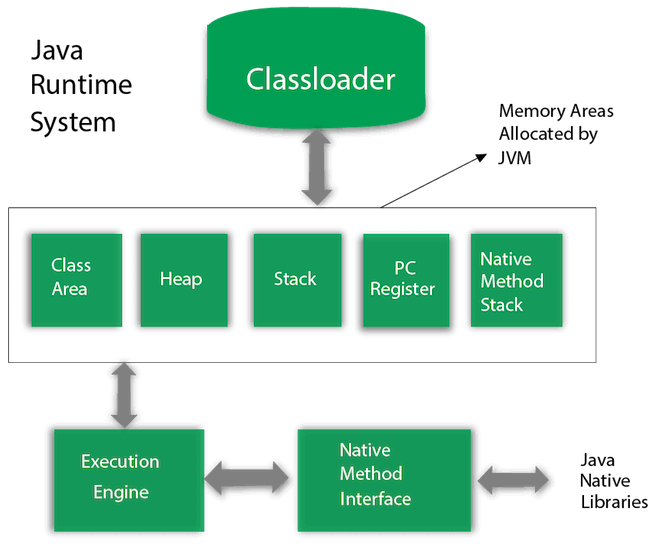 Java
Runtime
System
Classloader
Memory Areas
Allocated by
JVM
Class
Area
Heap
Stack
PC
Register
Native
Method
Stack
Execution
Engine
Native
Method
Interface
Java
Native
Libraries